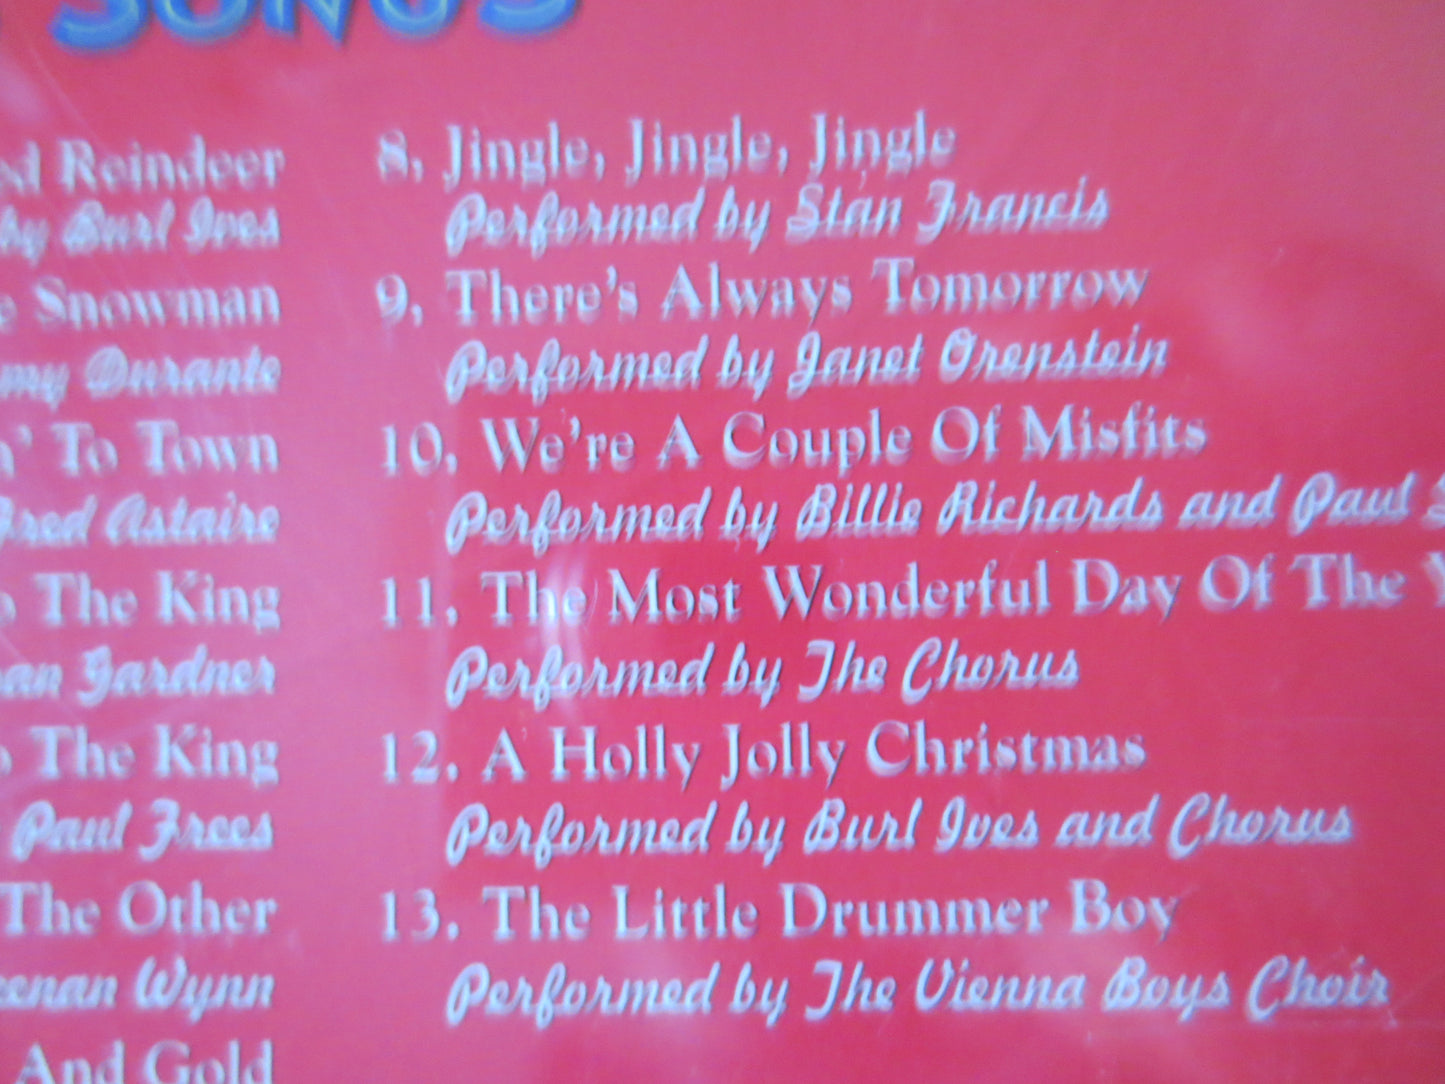 SONGS
Reindeer
by Burl Ives
Snowman
Durante
To Town
Fred Astaire
The King
Gardner
The King
Paul Frees
The Other
Wynn
And Gold
8. Jingle, Jingle, Jingle
Performed by Stan Francis
9. There's Always Tomorrow
Performed by Janet Orenstein
10. We're A Couple Of Misfits
Performed by Billie Richards and Paul
11. The Most Wonderful Day Of The
Performed by The Chorus
12. A Holly Jolly Christmas
Performed by Burl Ives and Chorus
13. The Little Drummer Boy
Performed by The Vienna Boys Choir